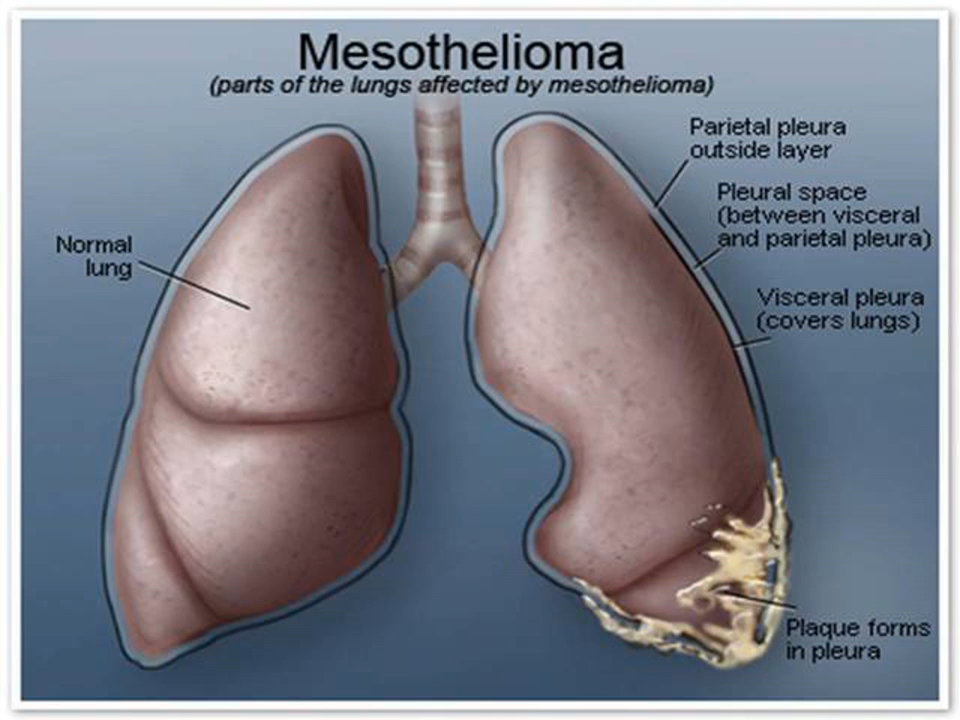 Mesothelioma
(parts of the lungs affected by mesothelioma)
Parietal pleura
outside layer
Pleural space
(between visceral
and parietal pleura)
Normal
lung
Visceral pleura
(covers lungs)
Plaque forms
in pleura